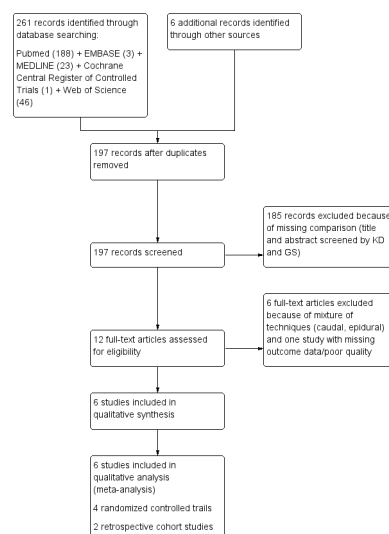 261 records identified through
database searching:
Pubmed (188) + EMBASE (3) +
MEDLINE (23) + Cochrane
Central Register of Controlled
Trials (1) + Web of Science
(46)
6 additional records identified
through other sources
197 records after duplicates
removed
197 records screened
185 records excluded because
of missing comparison (title
and abstract screened by KD
and GS)
12 full-text articles assessed
for eligibility
6 full-text articles excluded
because of mixture of
techniques (caudal, epidural)
and one study with missing
outcome data/poor quality
6 studies included in
qualitative synthesis
6 studies included in
qualitative analysis
(meta-analysis)
4 randomized controlled trails
2 retrospective cohort studies